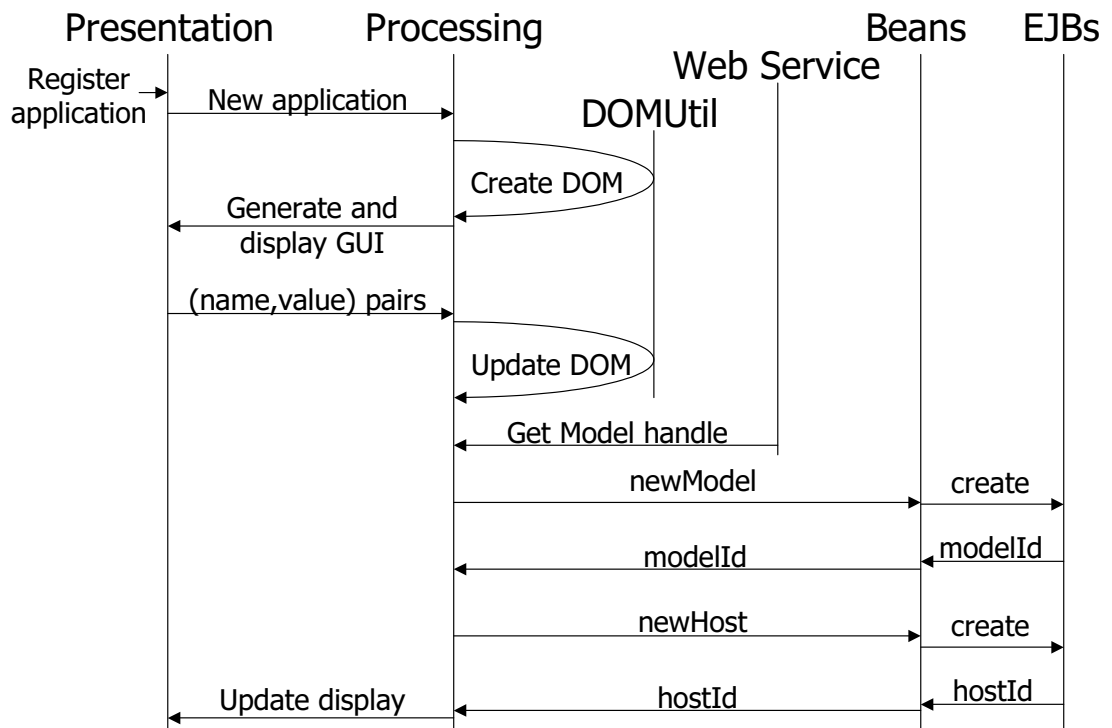 Presentation
Processing
Beans
EJBs
Web Service
Register
application
New application
DOMUtil
Create DOM
Generate and
display GUI
(name,value) pairs
Update DOM
Get Model handle
newModel
create
modelId
modelId
newHost
create
hostId
hostId
Update display